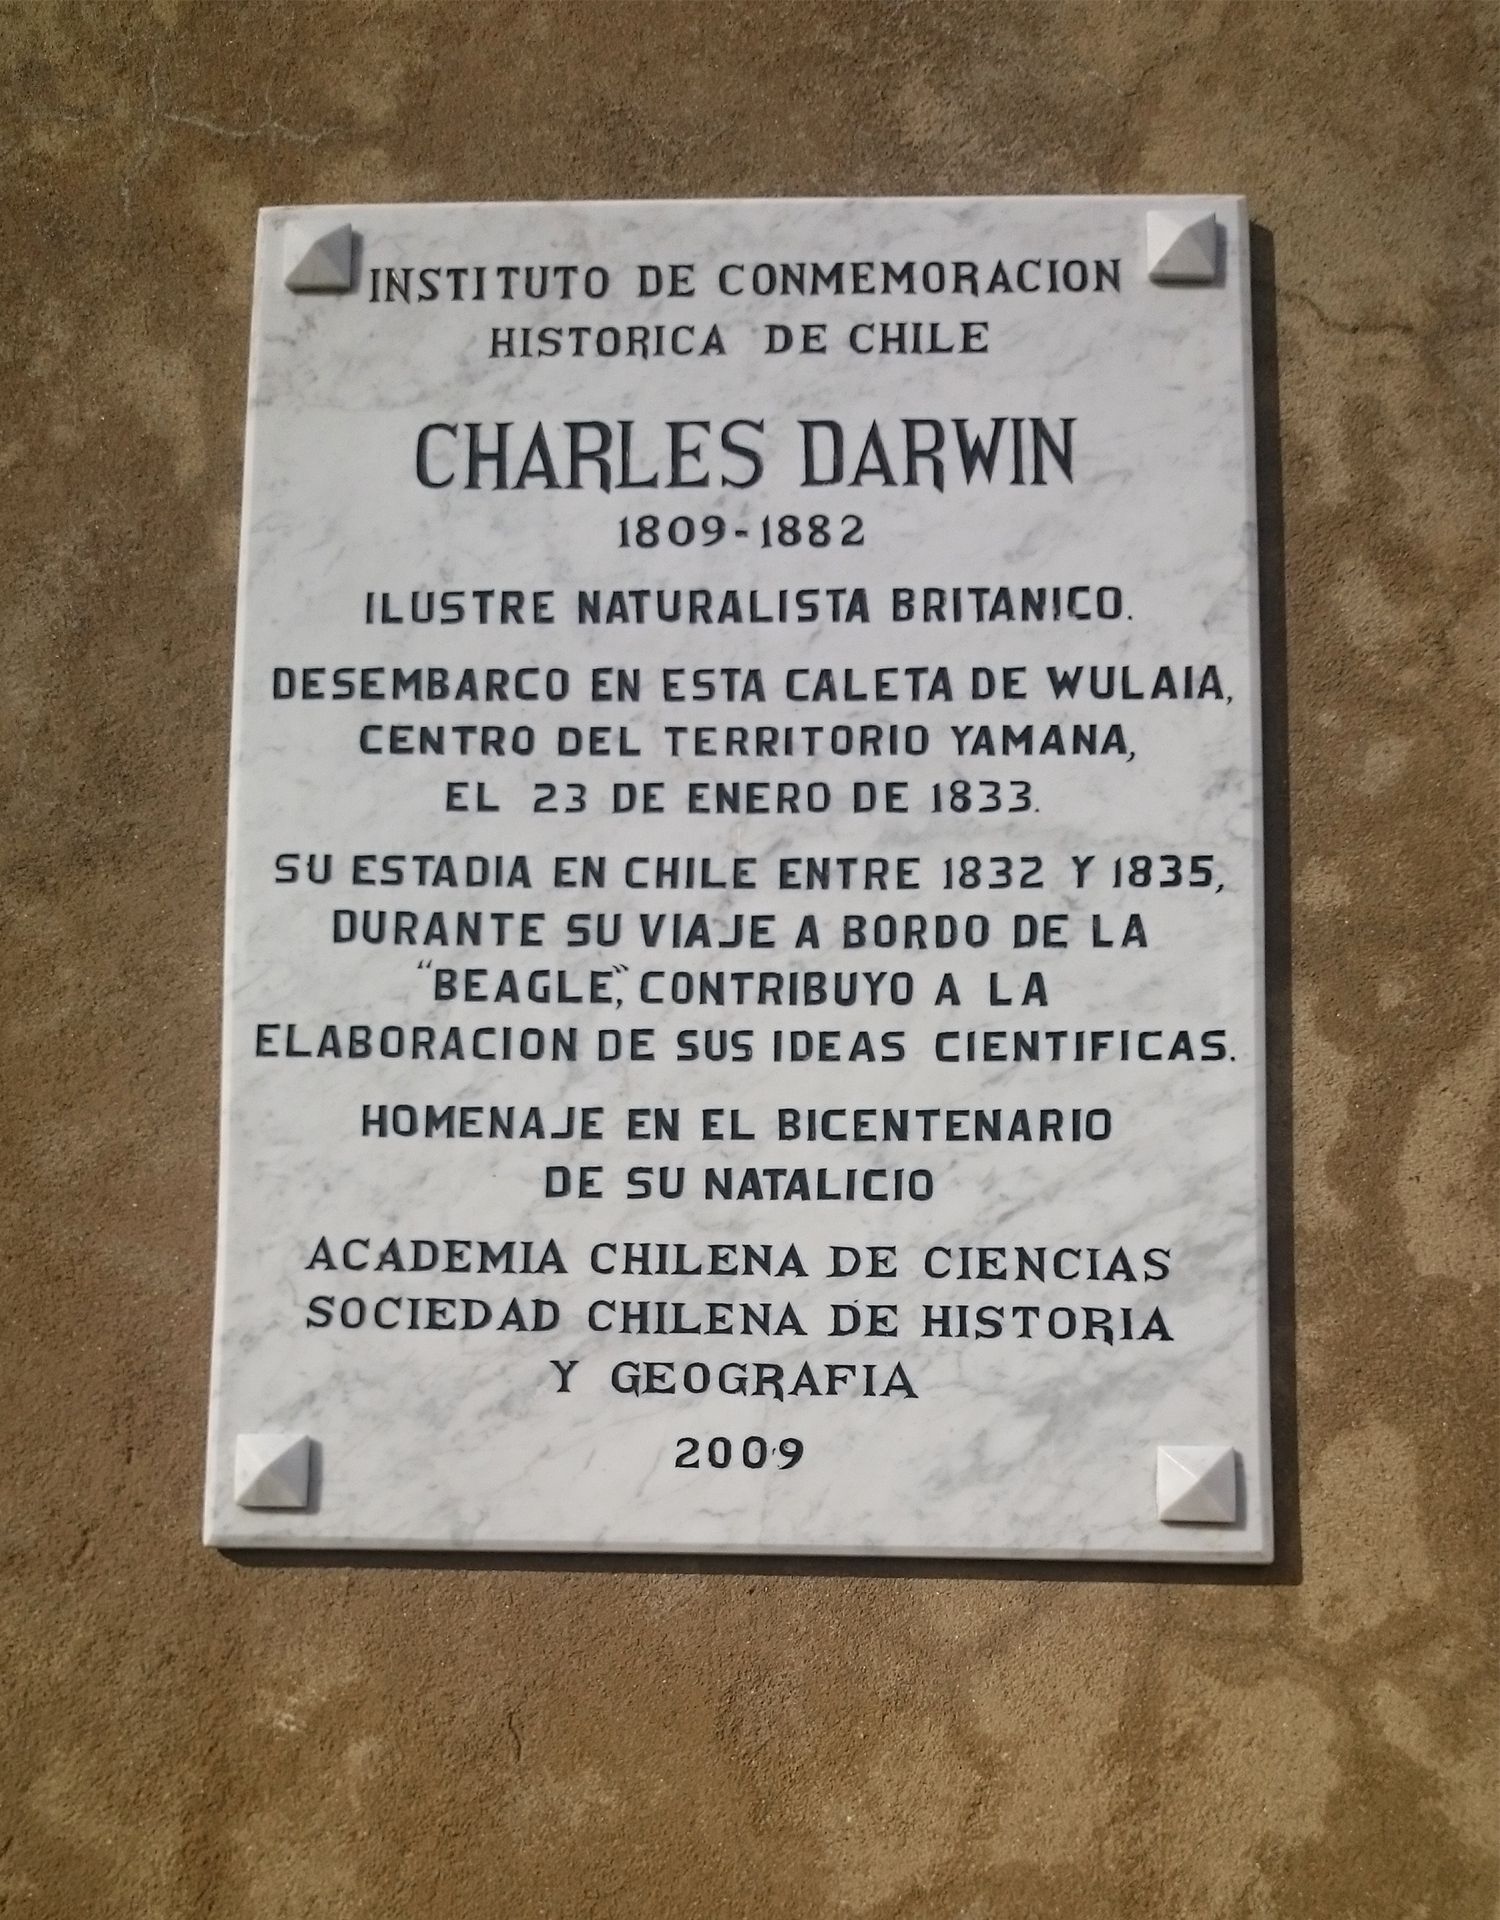 INSTITUTO DE CONMEMORACION
HISTORICA DE CHILE
CHARLES DARWIN
1809-1882
ILUSTRE NATURALISTA BRITANICO.
DESEMBARCO EN ESTA CALETA DE WULAIA,
CENTRO DEL TERRITORIO YAMANA,
EL 23 DE ENERO DE 1833.
SU ESTADIA EN CHILE ENTRE 1832 Y 1835,
DURANTE SU VIAJE A BORDO DE LA
“BEAGLE”, CONTRIBUYO A LA
ELABORACION DE SUS IDEAS CIENTIFICAS.
HOMENAJE EN EL BICENTENARIO
DE SU NATALICIO
ACADEMIA CHILENA DE CIENCIAS
SOCIEDAD CHILENA DE HISTORIA
Y GEOGRAFIA
2009